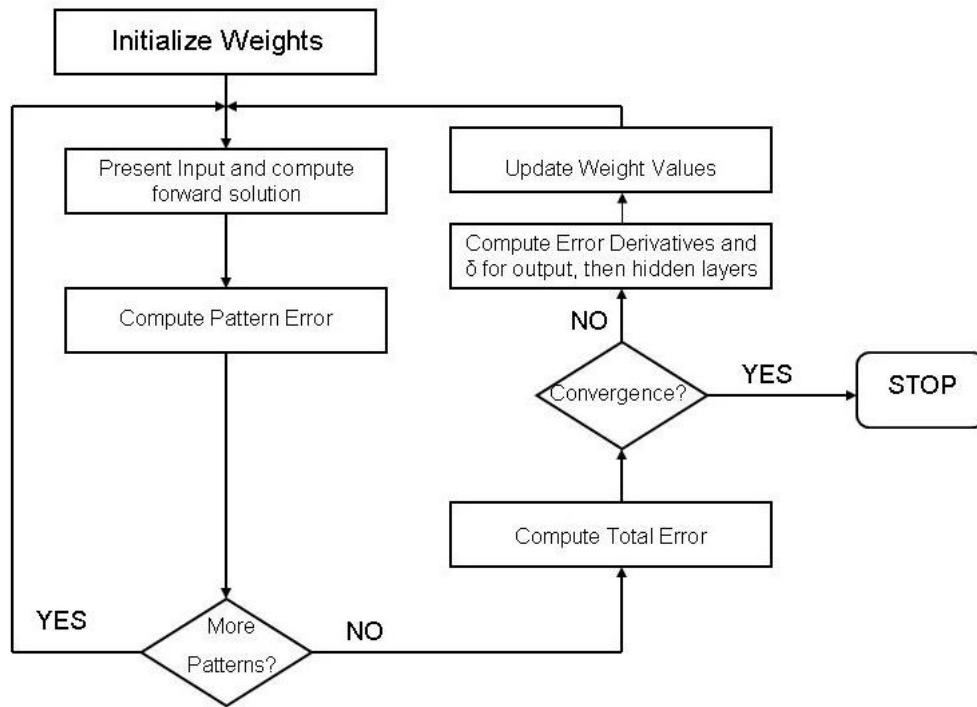 Initialize Weights
Present Input and compute
forward solution
Compute Pattern Error
More
Patterns?
YES
NO
Compute Total Error
Convergence?
NO
YES
STOP
Compute Error Derivatives and
δ for output, then hidden layers
Update Weight Values